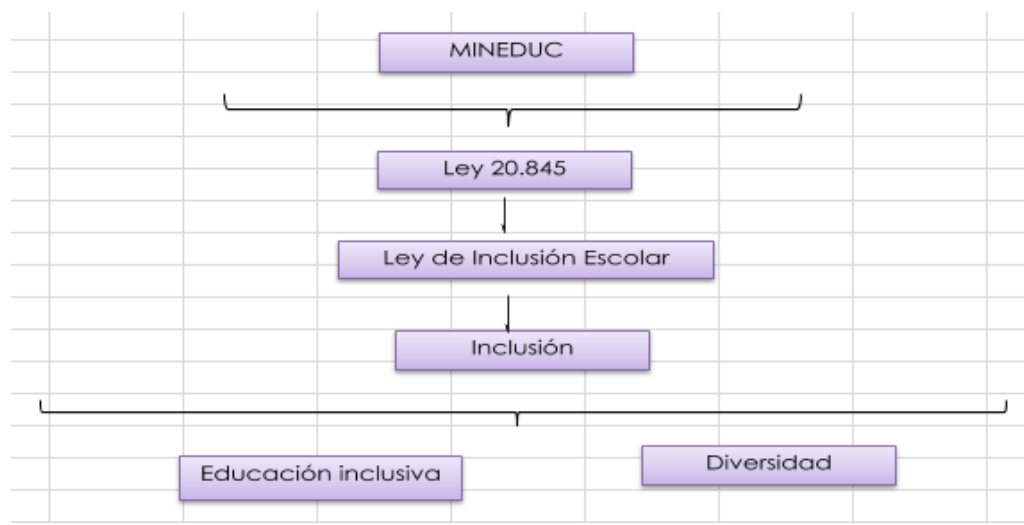 MINEDUC
Ley 20.845
Ley de Inclusión Escolar
Inclusión
Educación inclusiva
Diversidad